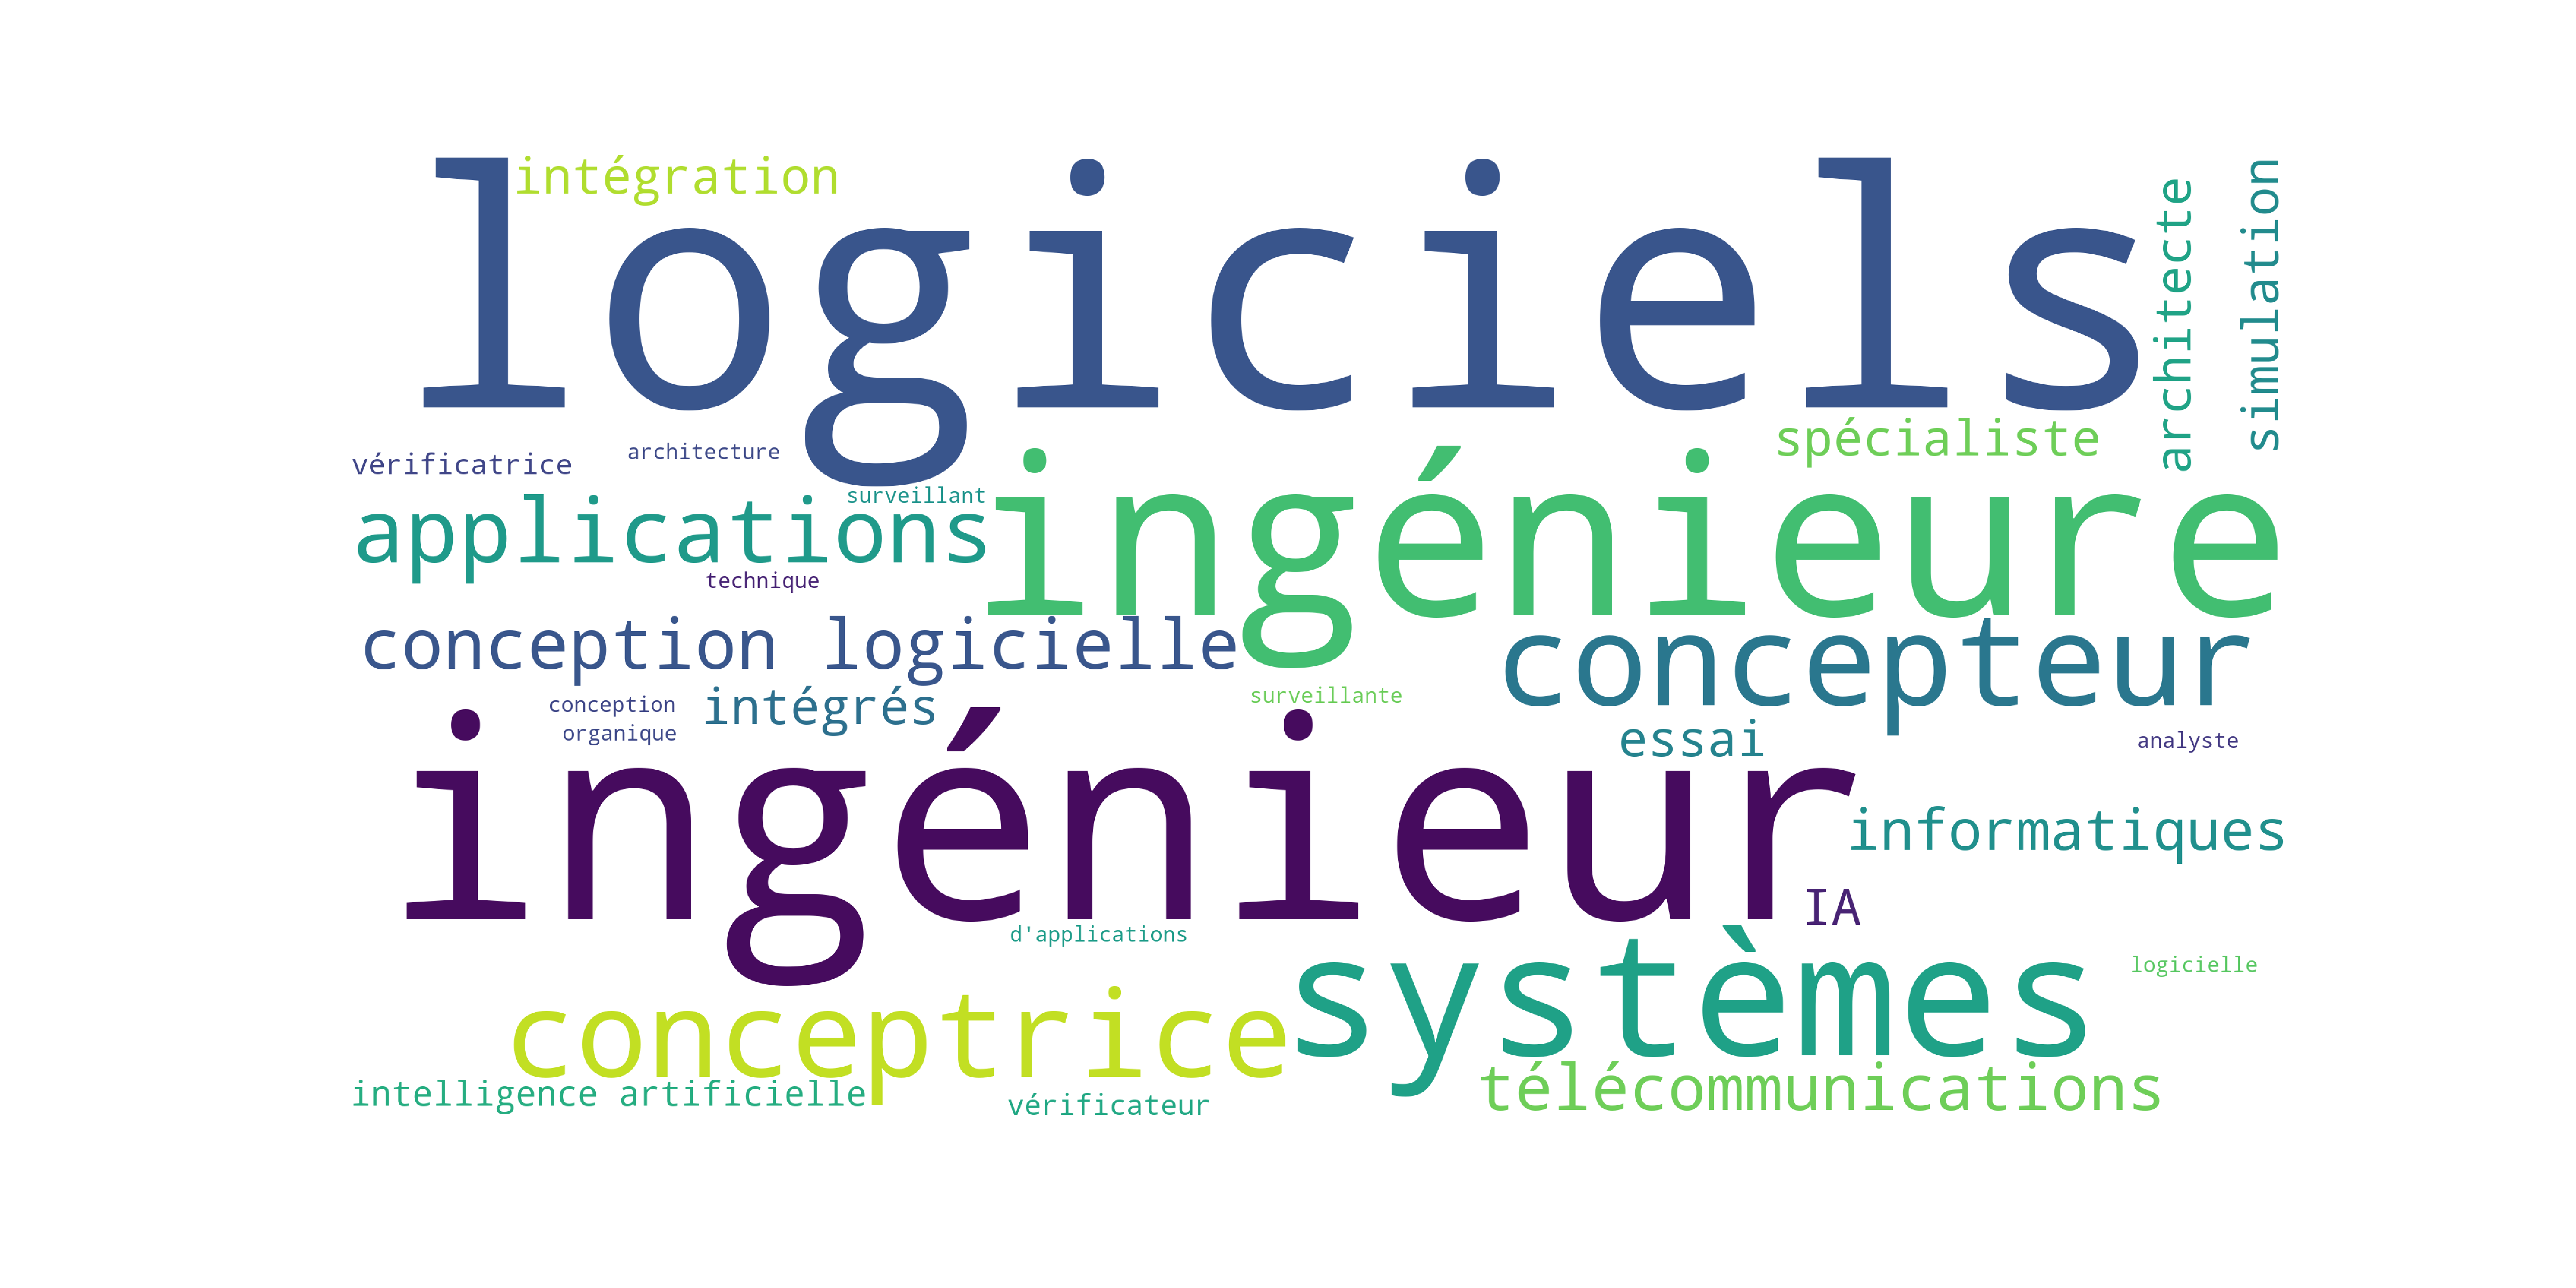 logiciels
intégration
architecte
simulation
spécialiste
vérificatrice
architecture
surveillant
applications
ingénieure
technique
conception logicielle
concepteur
conception
intégrés
surveillante
organique
essai
analyste
ingénieur
informatiques
IA
d'applications
systèmes
logicielle
conceptrice
télécommunications
intelligence artificielle
vérificateur